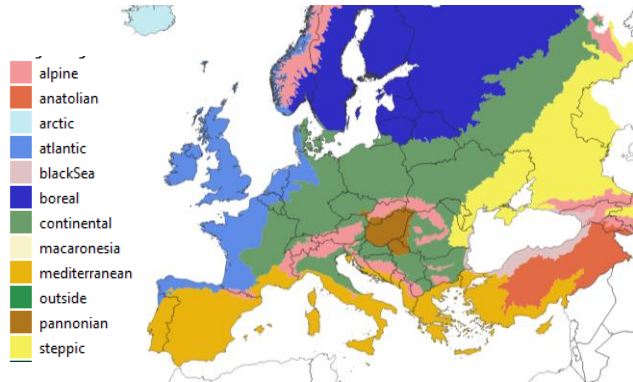 alpine
anatolian
arctic
atlantic
blackSea
boreal
continental
macaronesia
mediterranean
outside
pannonian
steppic